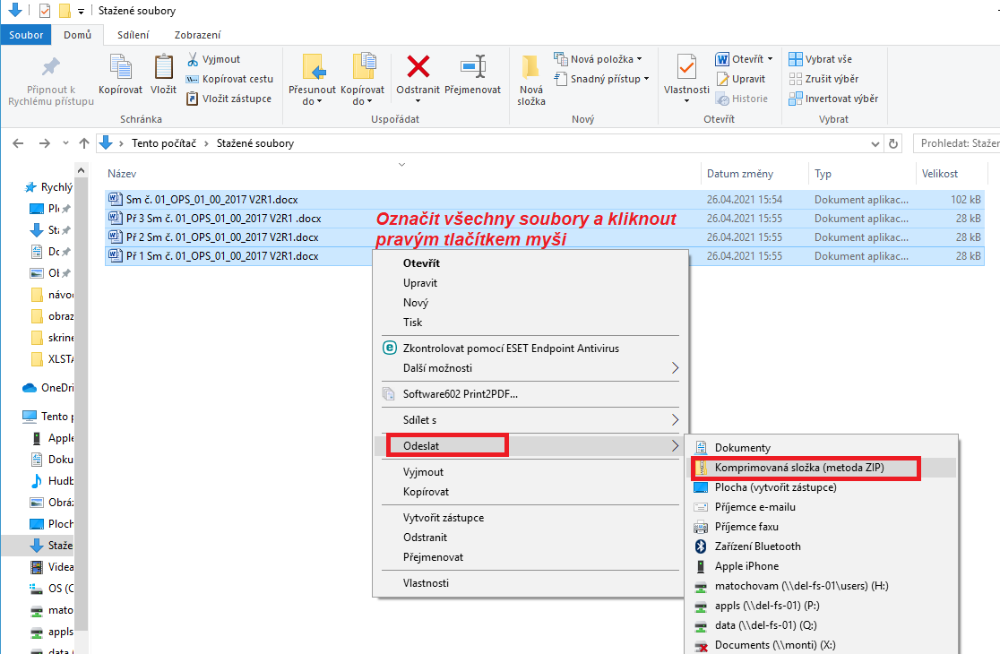 Stažené soubory
Soubor
Domů
Sdílení
Zobrazení
Připnout k
Rychlému přístupu
Kopírovat
Vložit
Vyjmout
Kopírovat cestu
Vložit zástupce
Schránka
Přesunout
do
Kopírovat
do
Odstranit
Přejmenovat
Uspořádat
Nová
složka
Nová položka
Snadný přístup
Nový
Vlastnosti
Otevřít
Upravit
Historie
Otevřít
Vybrat vše
Zrušit výběr
Invertovat výběr
Vybrat
Tento počítač
Stažené soubory
Prohledat: Stažen
Název
Datum změny
Typ
Velikost
Sm č. 01_OPS_01_00_2017 V2R1.docx 26.04.2021 15:54 Dokument aplikac... 102 kB
Př 3 Sm č. 01_OPS_01_00_2017 V2R1 .docx 26.04.2021 15:55 Dokument aplikac... 28 kB
Př 2 Sm č. 01_OPS_01_00_2017 V2R1.docx 26.04.2021 15:55 Dokument aplikac... 28 kB
Př 1 Sm č. 01_OPS_01_00_2017 V2R1.docx 26.04.2021 15:55 Dokument aplikac... 28 kB
Označit všechny soubory a kliknout
pravým tlačítkem myši
Rychlý
Plo
Sta
Do
Ob
návod
obraz
skrine
XLSTA
OneDri
Tento p
Apple
Doku
Hudb
Obráz
Ploch
Staže
Videa
OS (C
mato
appls
data (
Otevřít
Upravit
Nový
Tisk
Zkontrolovat pomocí ESET Endpoint Antivirus
Další možnosti
Software602 Print2PDF...
Sdílet s
Odeslat
Vyjmout
Kopírovat
Vytvořit zástupce
Odstranit
Přejmenovat
Vlastnosti
Dokumenty
Komprimovaná složka (metoda ZIP)
Plocha (vytvořit zástupce)
Příjemce e-mailu
Příjemce faxu
Zařízení Bluetooth
Apple iPhone
matochovam (\\del-fs-01\users) (H:)
appls (\\del-fs-01) (P:)
data (\\del-fs-01) (Q:)
Documents (\\monti) (X:)